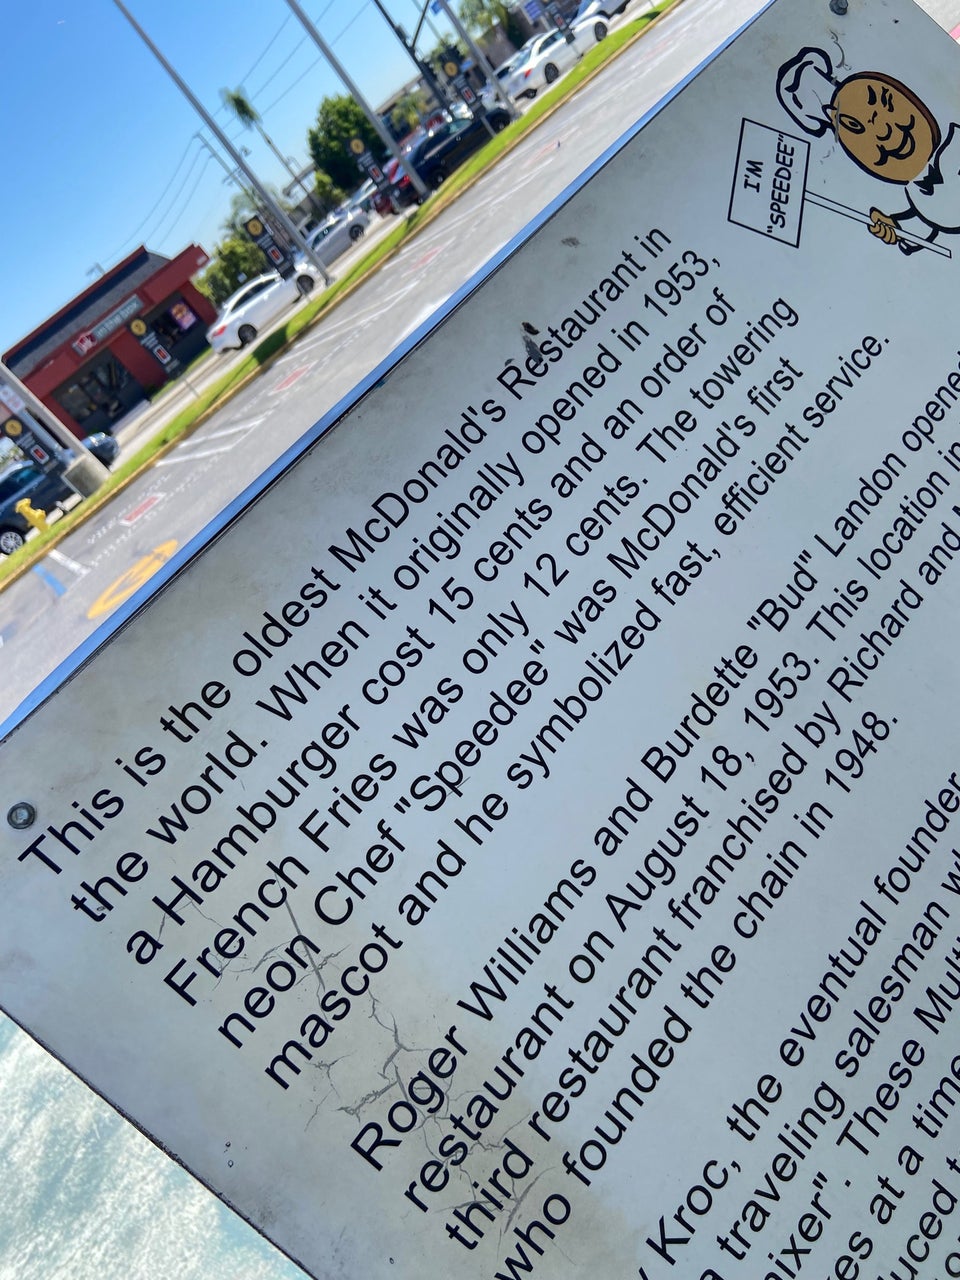 I'M
"SPEEDEE"
This is the oldest McDonald's Restaurant in
the world. When it originally opened in 1953,
a Hamburger cost 15 cents and an order of
French Fries was only 12 cents. The towering
neon Chef "Speedee" was McDonald's first
mascot and he symbolized fast, efficient service.
Roger Williams and Burdette "Bud" Landon opened
restaurant on August 18, 1953. This location
third restaurant franchised by Richard and
who founded the chain in 1948.
Kroc, the eventual founder
traveling salesman
These
at a time